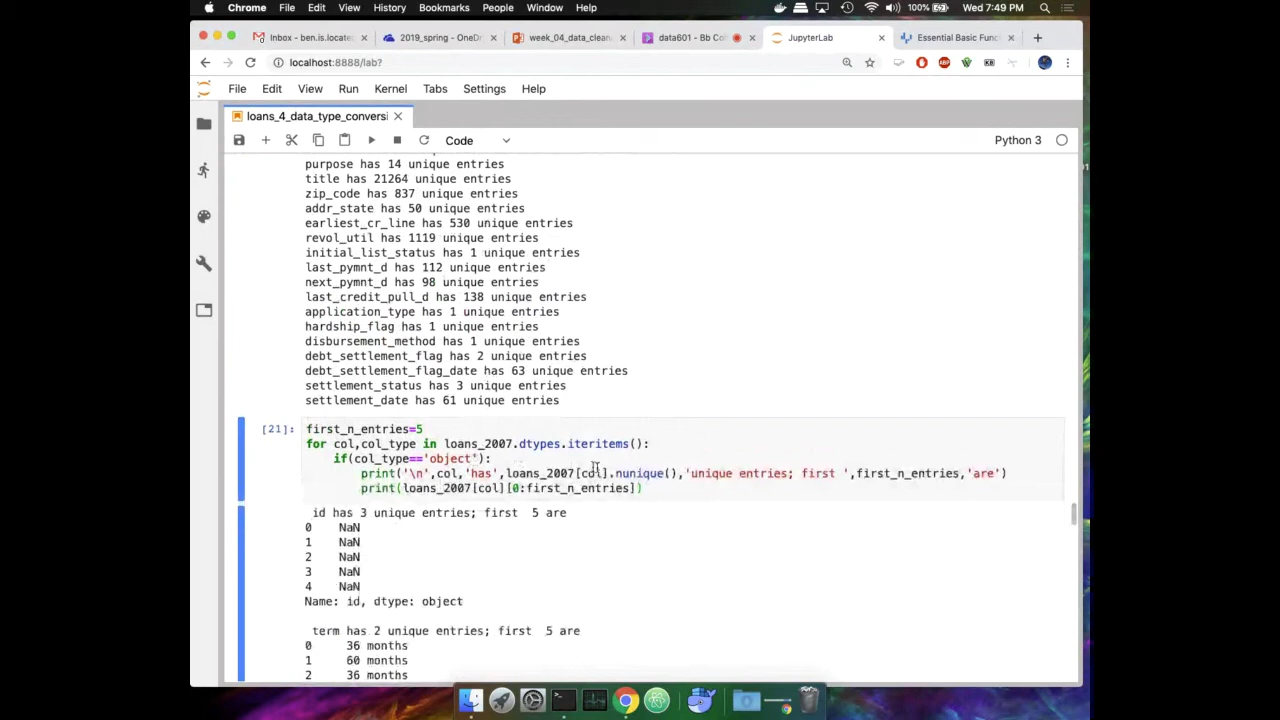 Chrome File Edit View History Bookmarks People Window Help 100% Wed 7:49 PM
Inbox - ben.is.locate
2019_spring - OneDr
week_04_data_clean
data601 - Bb Col
JupyterLab
Essential Basic Func
localhost:8888/lab?
File Edit View Run Kernel Tabs Settings Help
loans_4_data_type_conversi
Code
Python 3
purpose has 14 unique entries
title has 21264 unique entries
zip_code has 837 unique entries
addr_state has 50 unique entries
earliest_cr_line has 530 unique entries
revol_util has 1119 unique entries
initial_list_status has 1 unique entries
last_pymnt_d has 112 unique entries
next_pymnt_d has 98 unique entries
last_credit_pull_d has 138 unique entries
application_type has 1 unique entries
hardship_flag has 1 unique entries
disbursement_method has 1 unique entries
debt_settlement_flag has 2 unique entries
debt_settlement_flag_date has 63 unique entries
settlement_status has 3 unique entries
settlement_date has 61 unique entries
[21]: first_n_entries=5
for col,col_type in loans_2007.dtypes.iteritems():
if(col_type=='object'):
print('\n',col,'has',loans_2007[col].nunique(),'unique entries; first ',first_n_entries,'are')
print(loans_2007[col][0:first_n_entries])
id has 3 unique entries; first  5 are
0 NaN
1 NaN
2 NaN
3 NaN
4 NaN
Name: id, dtype: object
term has 2 unique entries; first  5 are
0 36 months
1 60 months
2 36 months